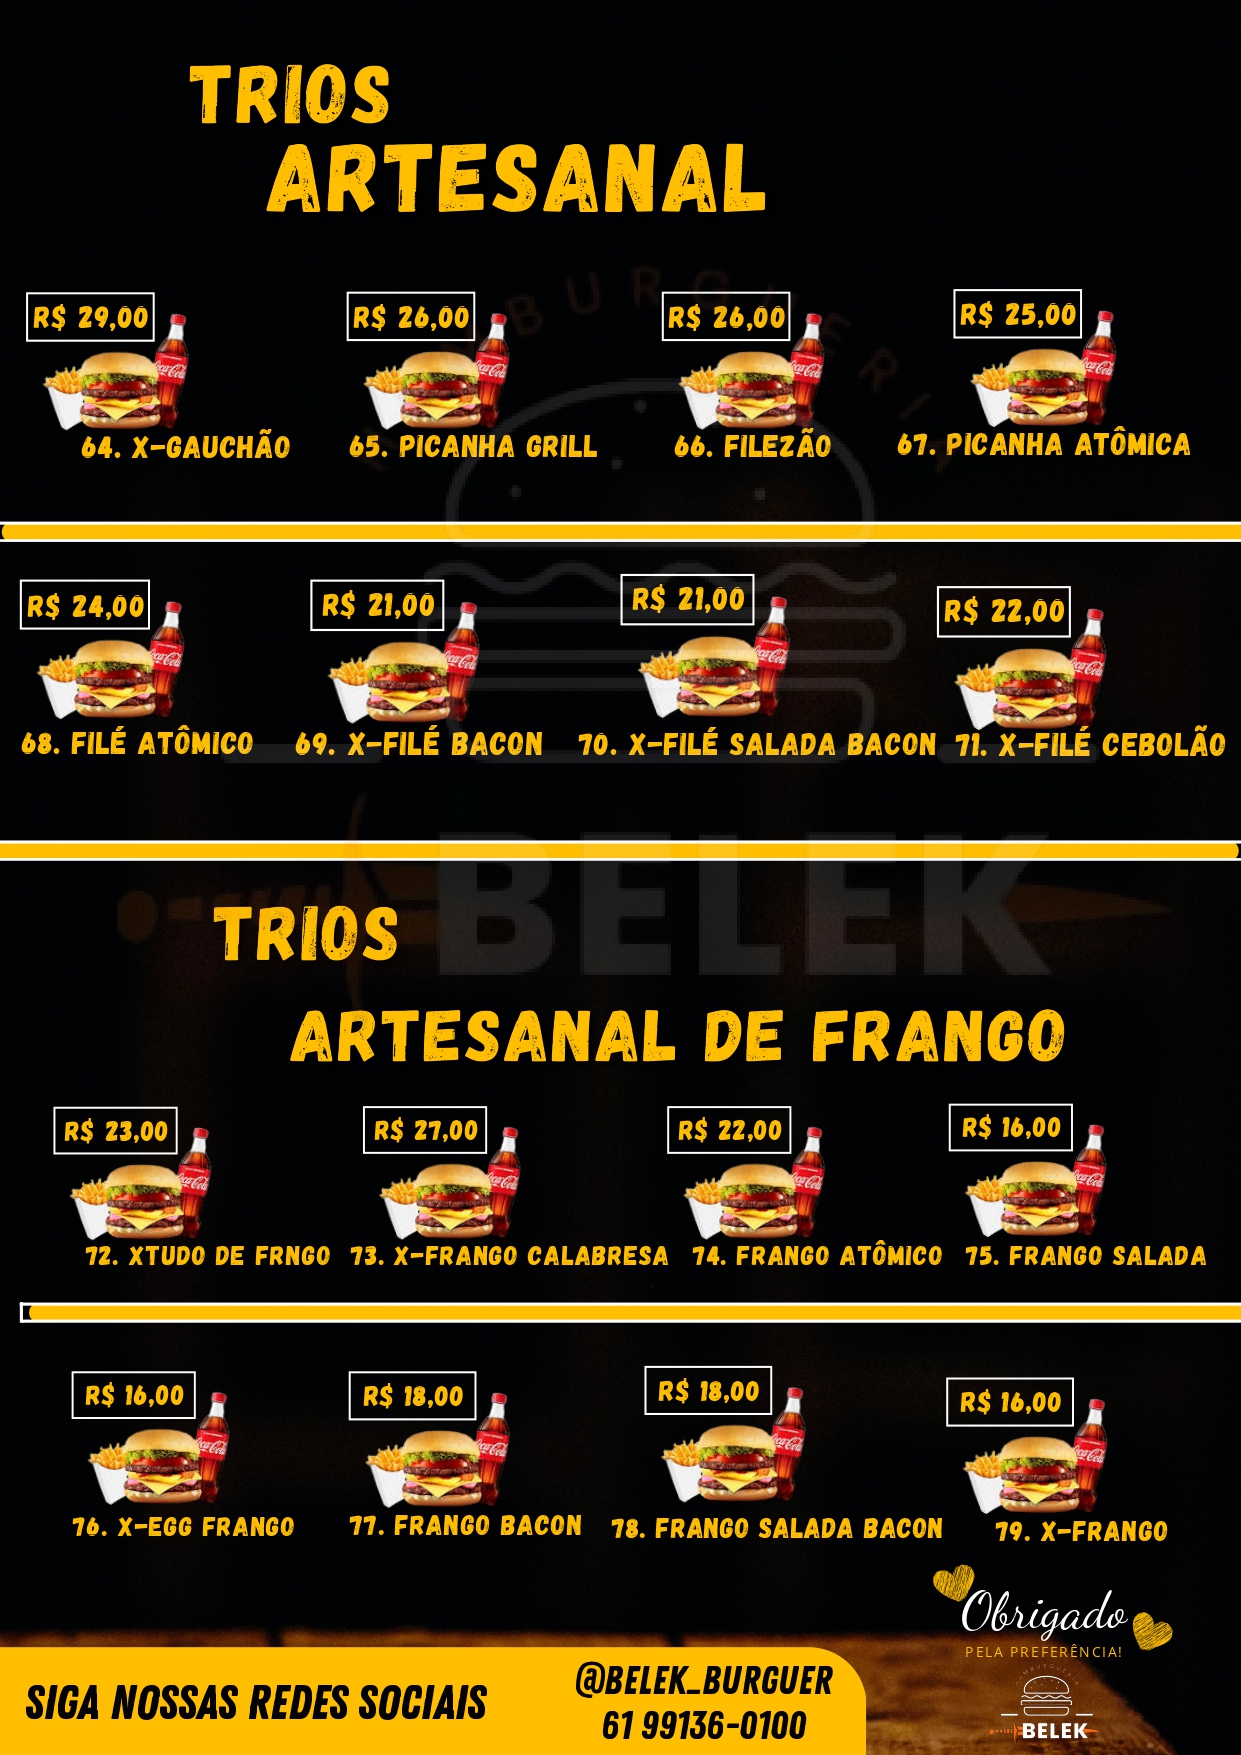 TRIOS
ARTESANAL
R$ 29,00
64. X-GAUCHÃO
R$ 26,00
65. PICANHA GRILL
R$ 26,00
66. FILEZÃO
R$ 25,00
67. PICANHA ATÔMICA
R$ 24,00
68. FILÉ ATÔMICO
R$ 21,00
69. X-FILÉ BACON
R$ 21,00
70. X-FILÉ SALADA BACON
R$ 22,00
71. X-FILÉ CEBOLÃO
BELEK
TRIOS
ARTESANAL DE FRANGO
R$ 23,00
72. XTUDO DE FRNGO
R$ 27,00
73. X-FRANGO CALABRESA
R$ 22,00
74. FRANGO ATÔMICO
R$ 16,00
75. FRANGO SALADA
R$ 16,00
76. X-EGG FRANGO
R$ 18,00
77. FRANGO BACON
R$ 18,00
78. FRANGO SALADA BACON
R$ 16,00
79. X-FRANGO
Obrigado
PELA PREFERÊNCIA!
SIGA NOSSAS REDES SOCIAIS
@BELEK_BURGUER
61 99136-0100
BELEK